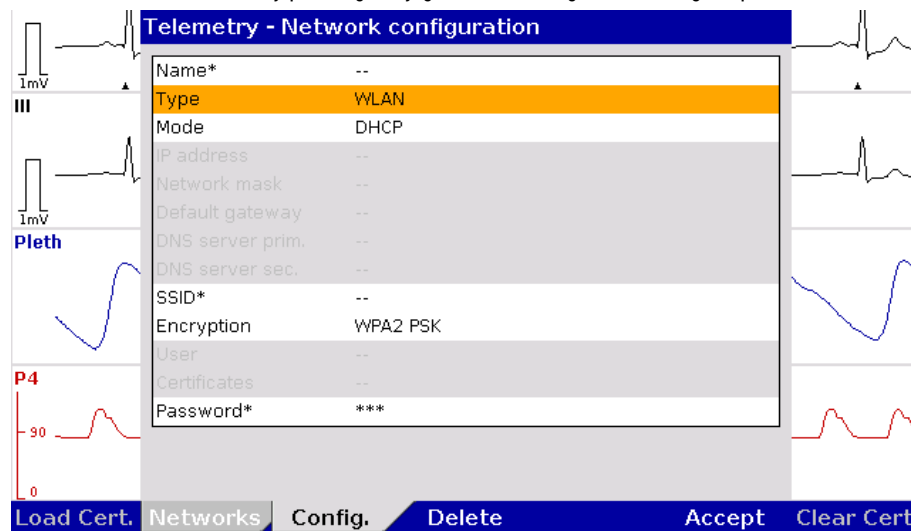 Telemetry - Network configuration
1mV
III
1mV
Pleth
P4
90
0
Name* --
Type WLAN
Mode DHCP
IP address --
Network mask --
Default gateway --
DNS server prim. --
DNS server sec. --
SSID* --
Encryption WPA2 PSK
User --
Certificates --
Password* ***
Load Cert. Networks Config. Delete Accept Clear Cert